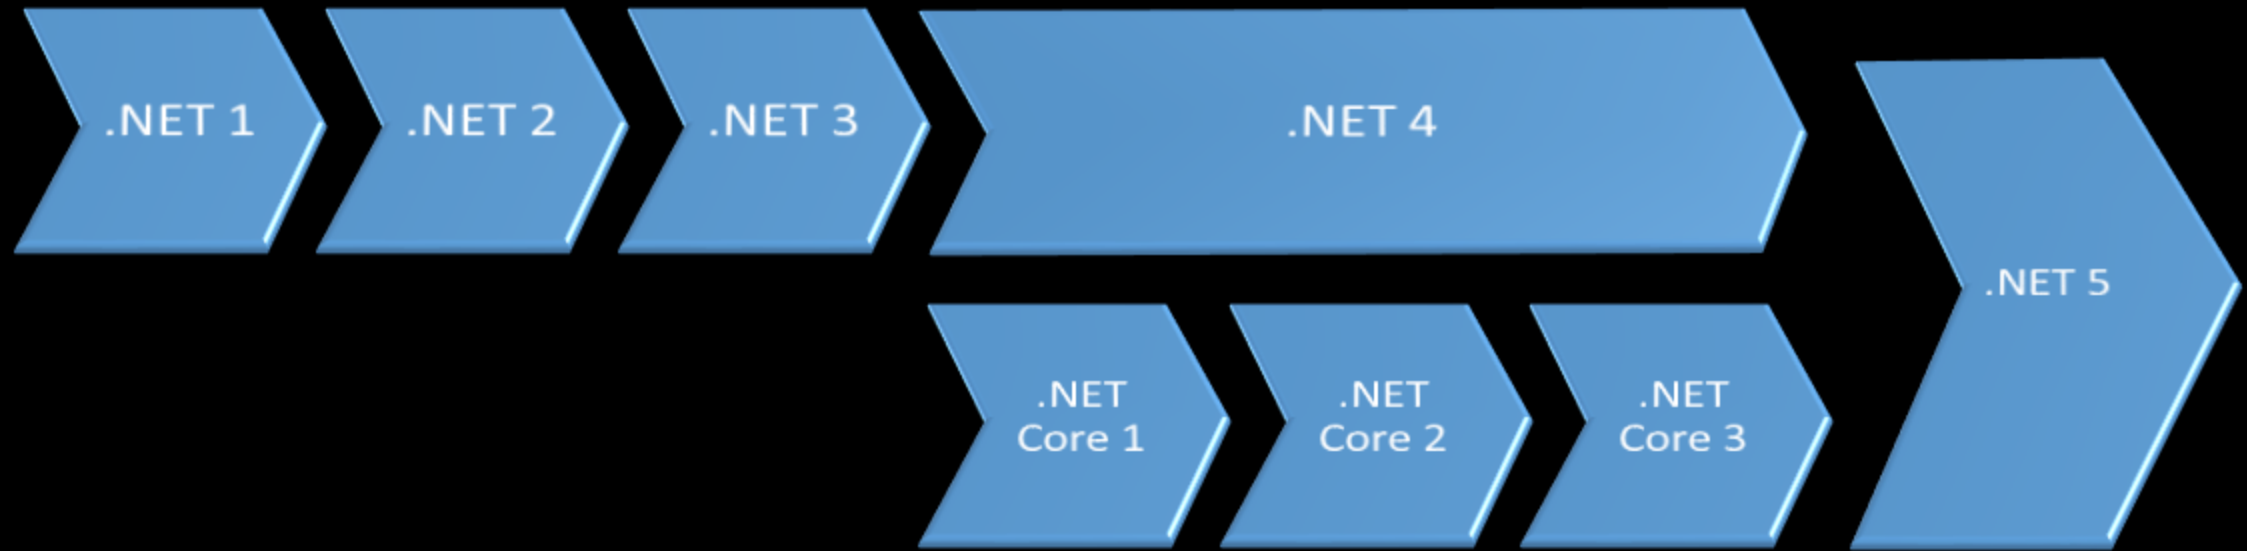 .NET 1
.NET 2
.NET 3
.NET 4
.NET
Core 1
.NET
Core 2
.NET
Core 3
.NET 5